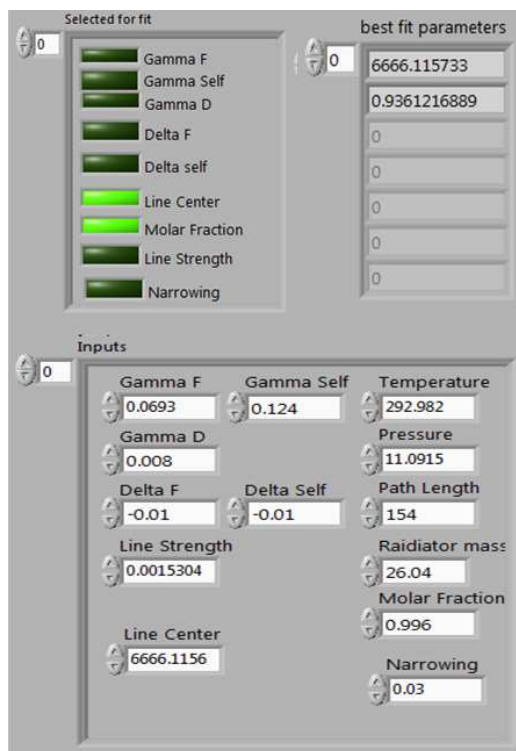 Selected for fit
0
Gamma F
Gamma Self
Gamma D
Delta F
Delta self
Line Center
Molar Fraction
Line Strength
Narrowing
best fit parameters
0
6666.115733
0.9361216889
0
0
0
0
0
Inputs
0
Gamma F Gamma Self Temperature
0.0693 0.124 292.982
Gamma D Pressure
0.008 11.0915
Delta F Delta Self Path Length
-0.01 -0.01 154
Line Strength Raidiator mass
0.0015304 26.04
Molar Fraction
0.996
Line Center
6666.1156
Narrowing
0.03